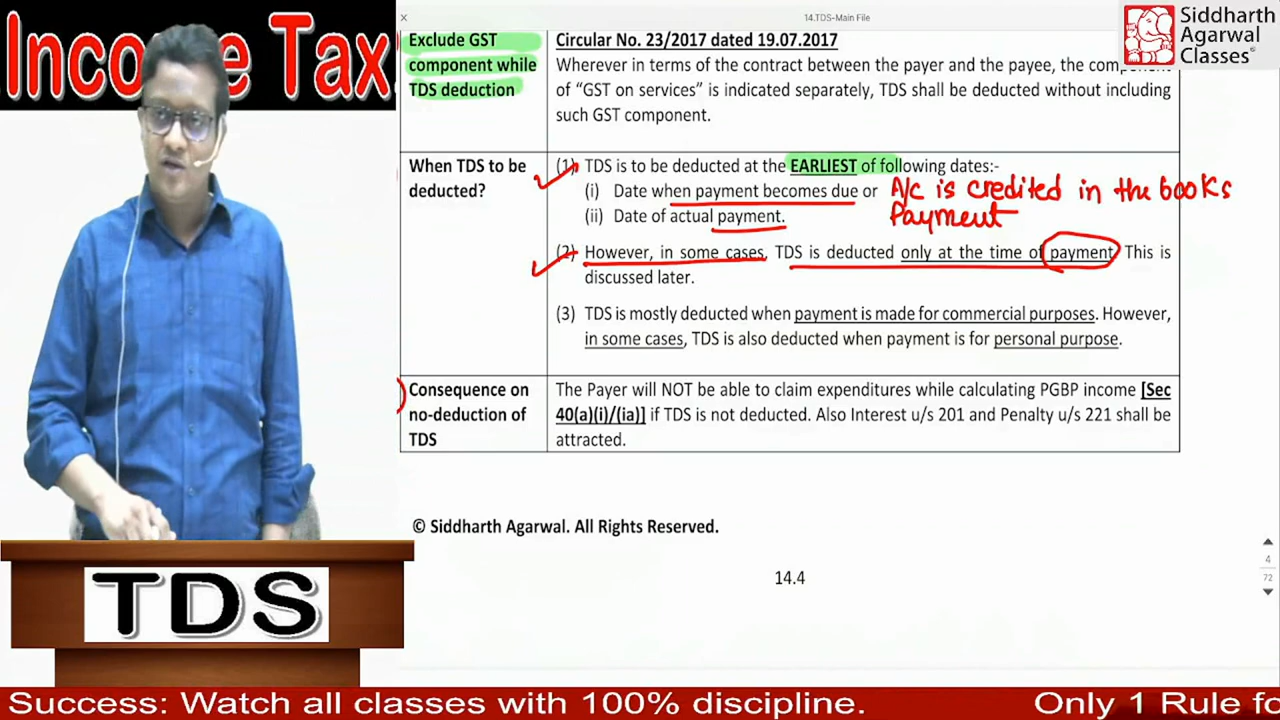 Income Tax
14.TDS-Main File
Siddharth
Agarwal
Classes
Exclude GST
component while
TDS deduction
Circular No. 23/2017 dated 19.07.2017
Wherever in terms of the contract between the payer and the payee, the component
of “GST on services” is indicated separately, TDS shall be deducted without including
such GST component.
When TDS to be
deducted?
(1) TDS is to be deducted at the EARLIEST of following dates:-
(i) Date when payment becomes due or A/c is credited in the books
(ii) Date of actual payment. Payment
(2) However, in some cases, TDS is deducted only at the time of payment. This is
discussed later.
(3) TDS is mostly deducted when payment is made for commercial purposes. However,
in some cases, TDS is also deducted when payment is for personal purpose.
Consequence on
no-deduction of
TDS
The Payer will NOT be able to claim expenditures while calculating PGBP income [Sec
40(a)(i)/(ia)] if TDS is not deducted. Also Interest u/s 201 and Penalty u/s 221 shall be
attracted.
© Siddharth Agarwal. All Rights Reserved.
14.4
4
72
TDS
Success: Watch all classes with 100% discipline. Only 1 Rule fo